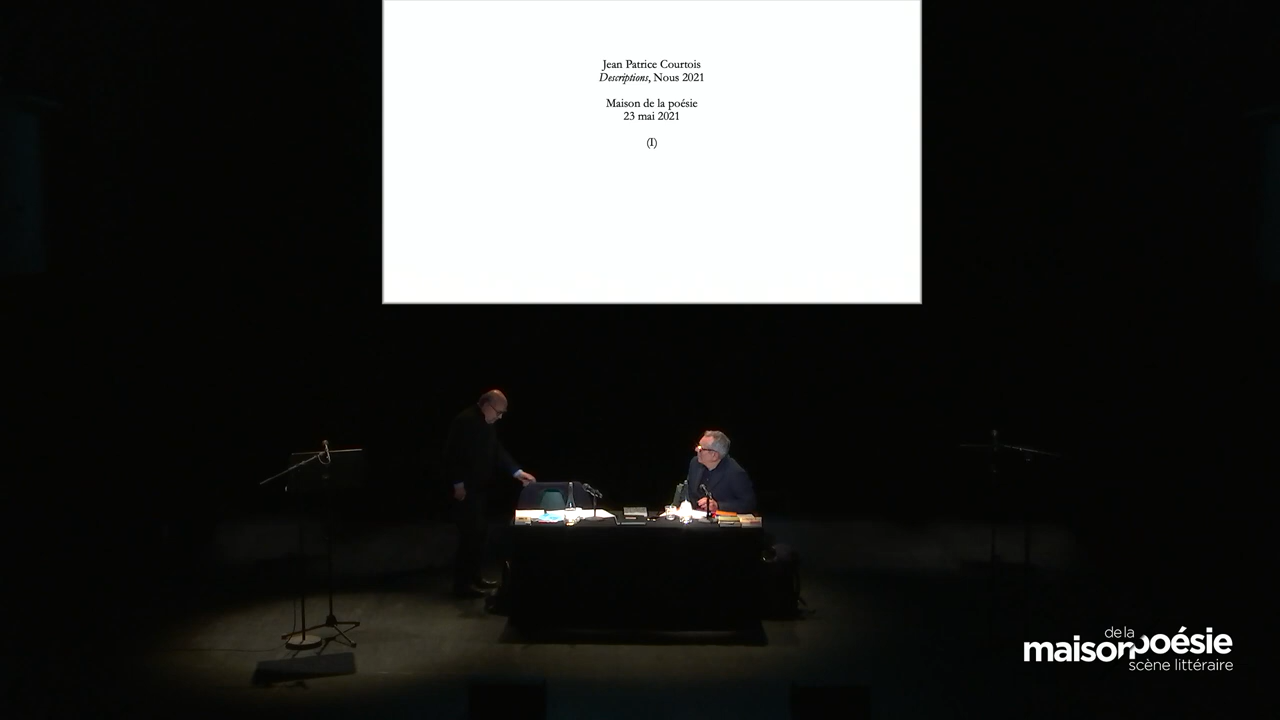 Jean Patrice Courtois
Descriptions, Nous 2021
Maison de la poésie
23 mai 2021
(I)
de la
maison poésie
scène littéraire